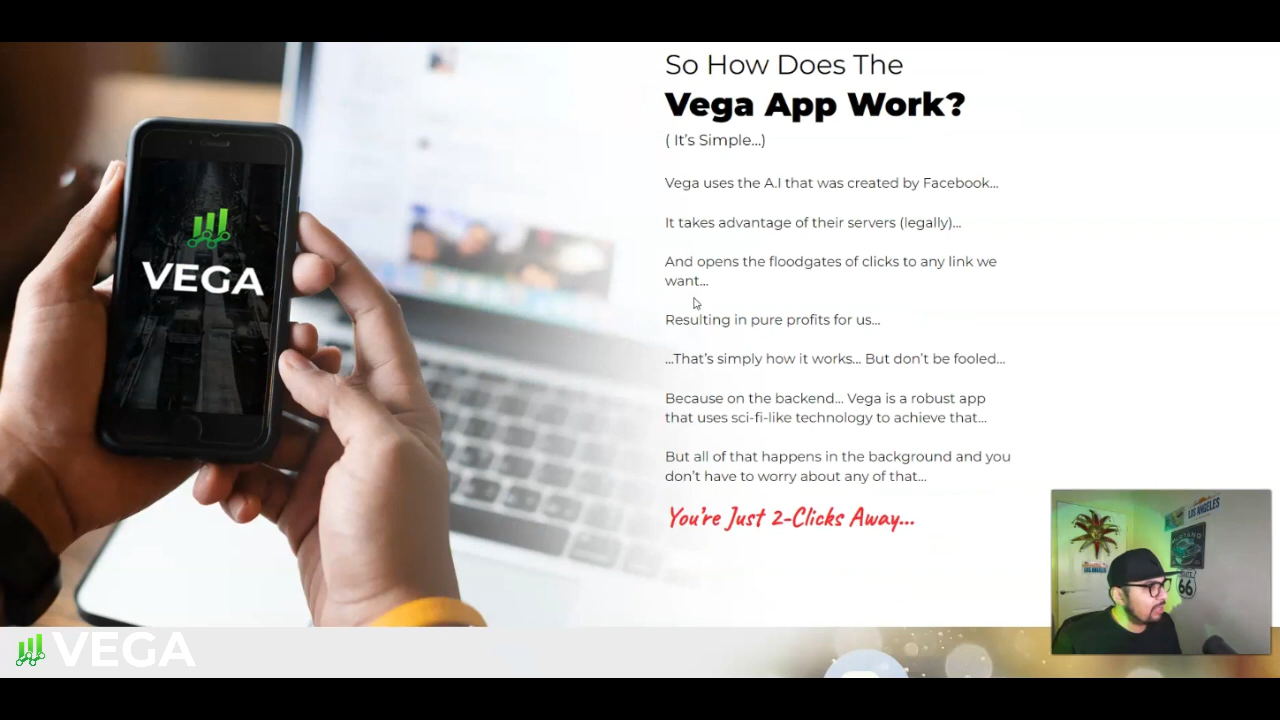 So How Does The
Vega App Work?
( It's Simple...)
Vega uses the A.I that was created by Facebook...
It takes advantage of their servers (legally)...
And opens the floodgates of clicks to any link we
want...
Resulting in pure profits for us...
...That's simply how it works... But don't be fooled...
Because on the backend... Vega is a robust app
that uses sci-fi-like technology to achieve that...
But all of that happens in the background and you
don't have to worry about any of that...
You're Just 2-Clicks Away...
VEGA
VEGA
LOS ANGELES
MUSTANG
LOS ANGELES
ROUTE
66